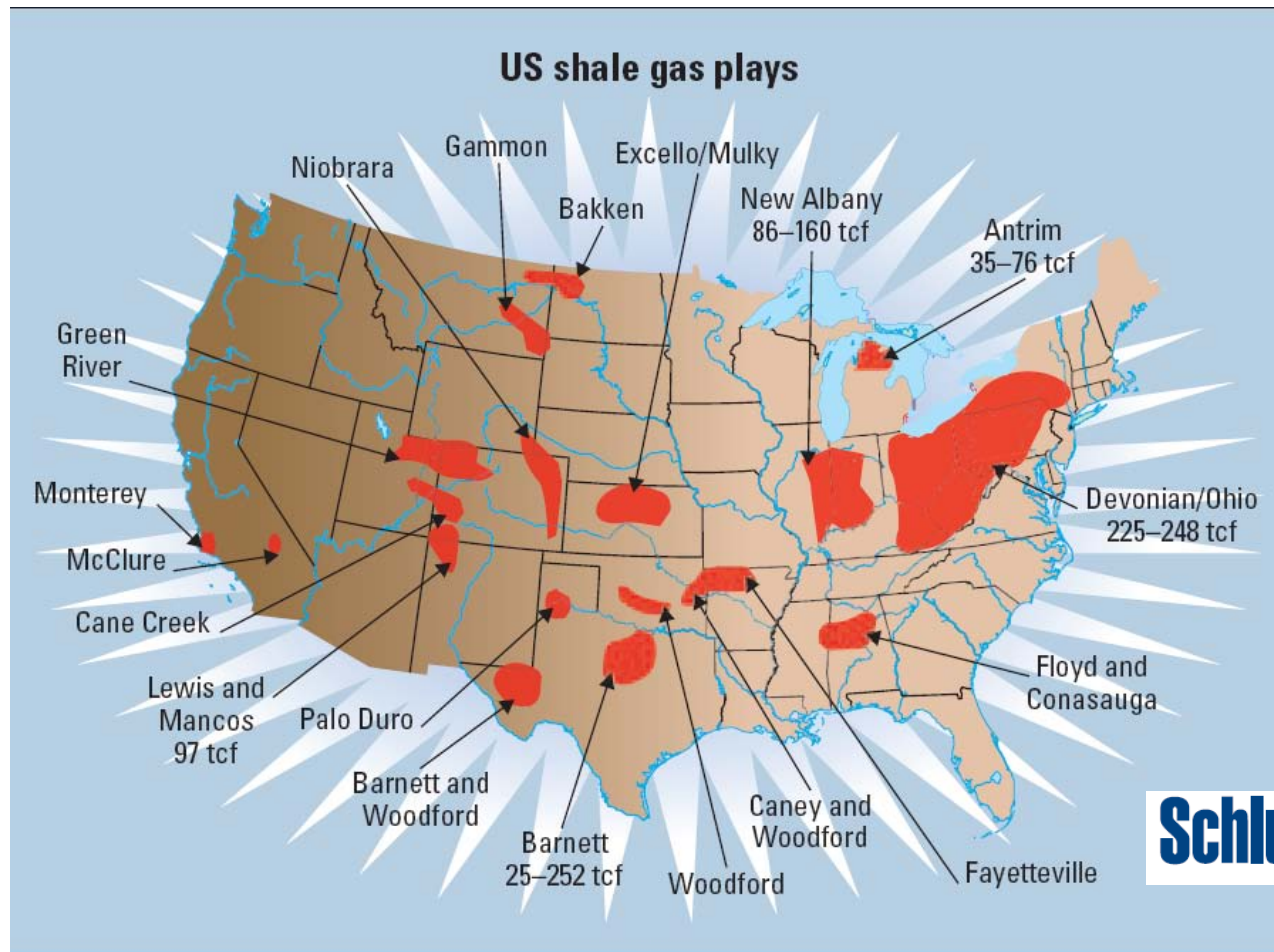 US shale gas plays
Gammon
Niobrara
Excello/Mulky
Bakken
New Albany
86–160 tcf
Antrim
35–76 tcf
Green
River
Monterey
McClure
Devonian/Ohio
225–248 tcf
Cane Creek
Lewis and
Mancos
97 tcf
Palo Duro
Floyd and
Conasauga
Barnett and
Woodford
Caney and
Woodford
Barnett
25–252 tcf
Woodford
Fayetteville
Schlu